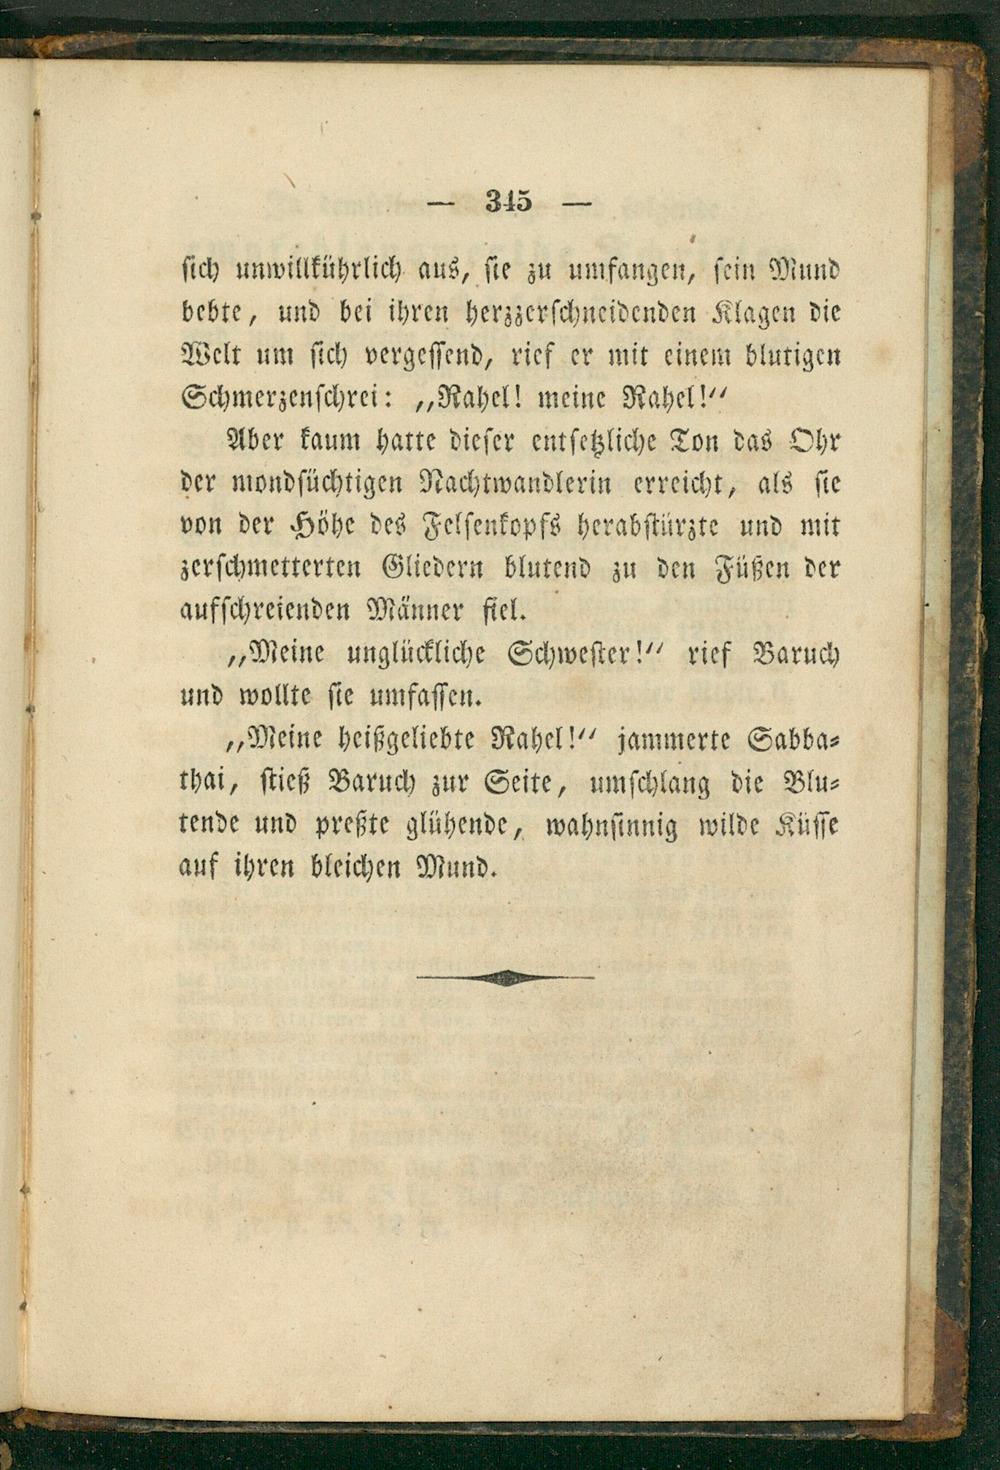 — 345 —
sich unwillkührlich aus, sie zu umfangen, sein Mund
bebte, und bei ihren herzzerschneidenden Klagen die
Welt um sich vergessend, rief er mit einem blutigen
Schmerzenschrei: „Rahel! meine Rahel!“
Aber kaum hatte dieser entsetzliche Ton das Ohr
der mondsüchtigen Nachtwandlerin erreicht, als sie
von der Höhe des Felsenkopfs herabstürzte und mit
zerschmetterten Gliedern blutend zu den Füßen der
aufschreienden Männer fiel.
„Meine unglückliche Schwester!“ rief Baruch
und wollte sie umfassen.
„Meine heißgeliebte Rahel!“ jammerte Sabba-
thai, stieß Baruch zur Seite, umschlang die Blu-
tende und preßte glühende, wahnsinnig wilde Küsse
auf ihren bleichen Mund.